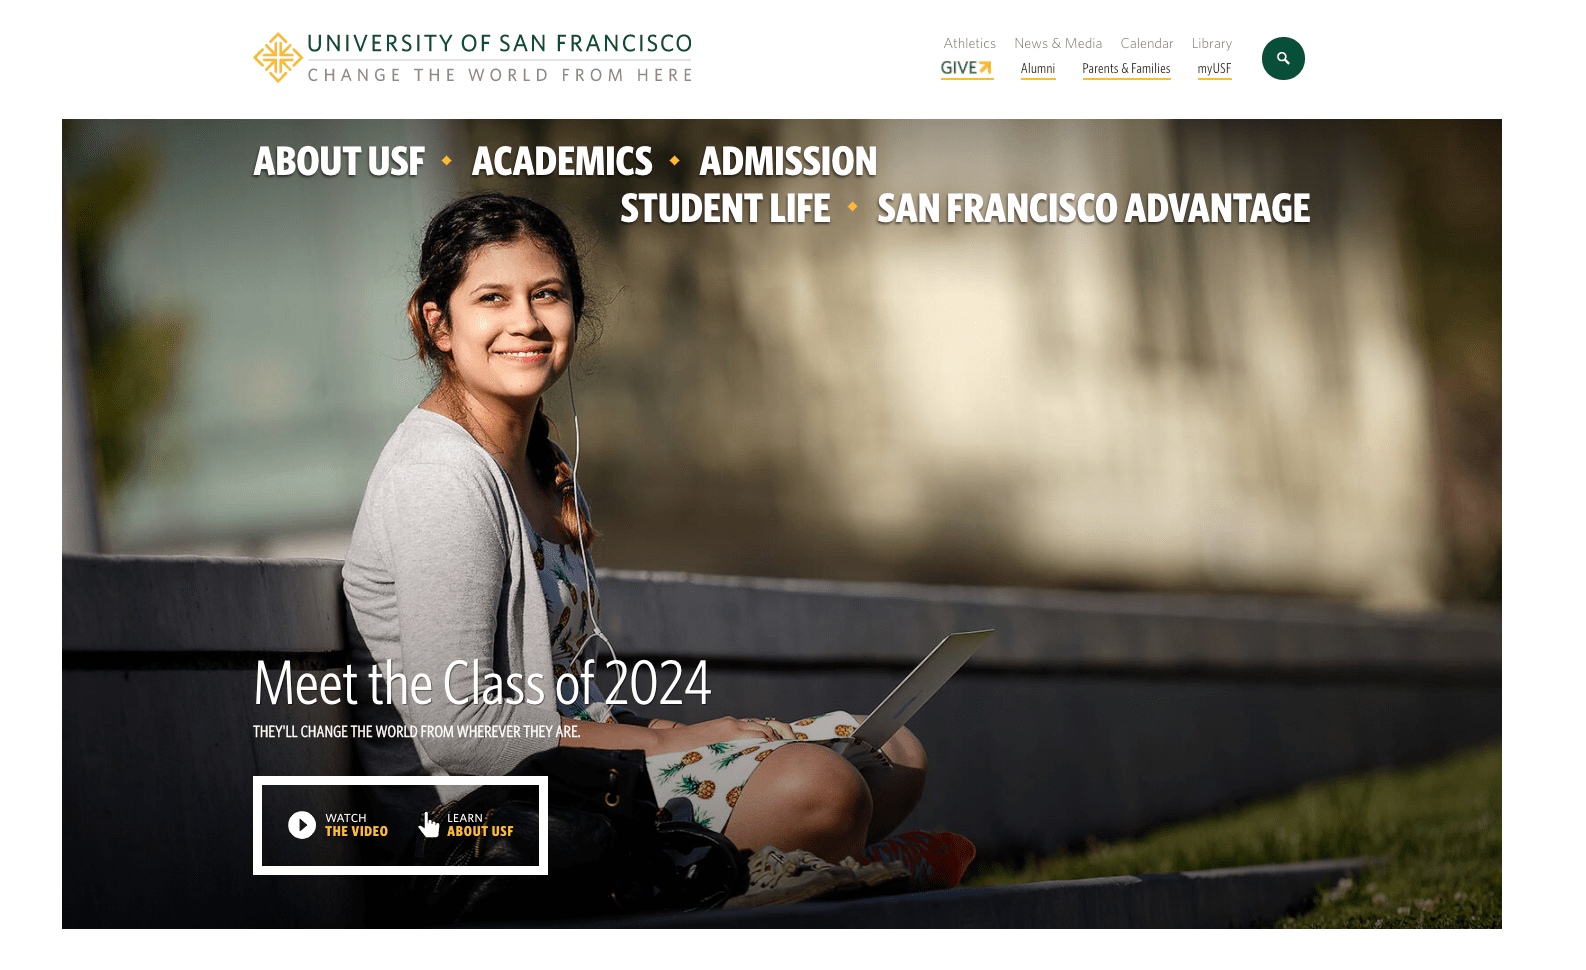 UNIVERSITY OF SAN FRANCISCO
CHANGE THE WORLD FROM HERE
Athletics News & Media Calendar Library
GIVE Alumni Parents & Families myUSF
ABOUT USF ACADEMICS ADMISSION
STUDENT LIFE SAN FRANCISCO ADVANTAGE
Meet the Class of 2024
THEY'LL CHANGE THE WORLD FROM WHEREVER THEY ARE.
WATCH
THE VIDEO
LEARN
ABOUT USF